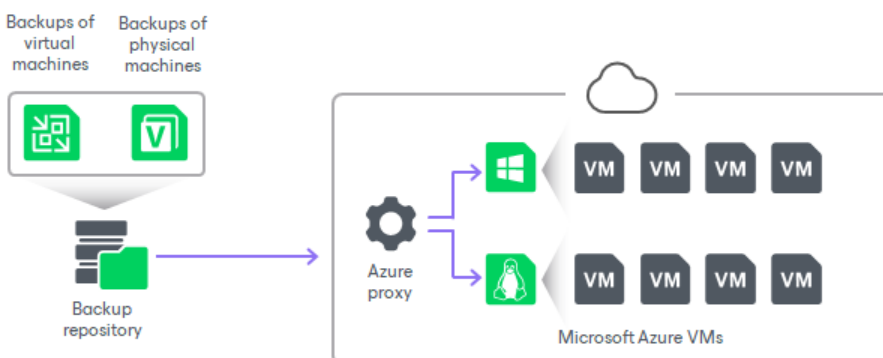 Backups of
virtual
machines
Backups of
physical
machines
V
Backup
repository
Azure
proxy
VM VM VM VM
VM VM VM VM
Microsoft Azure VMs